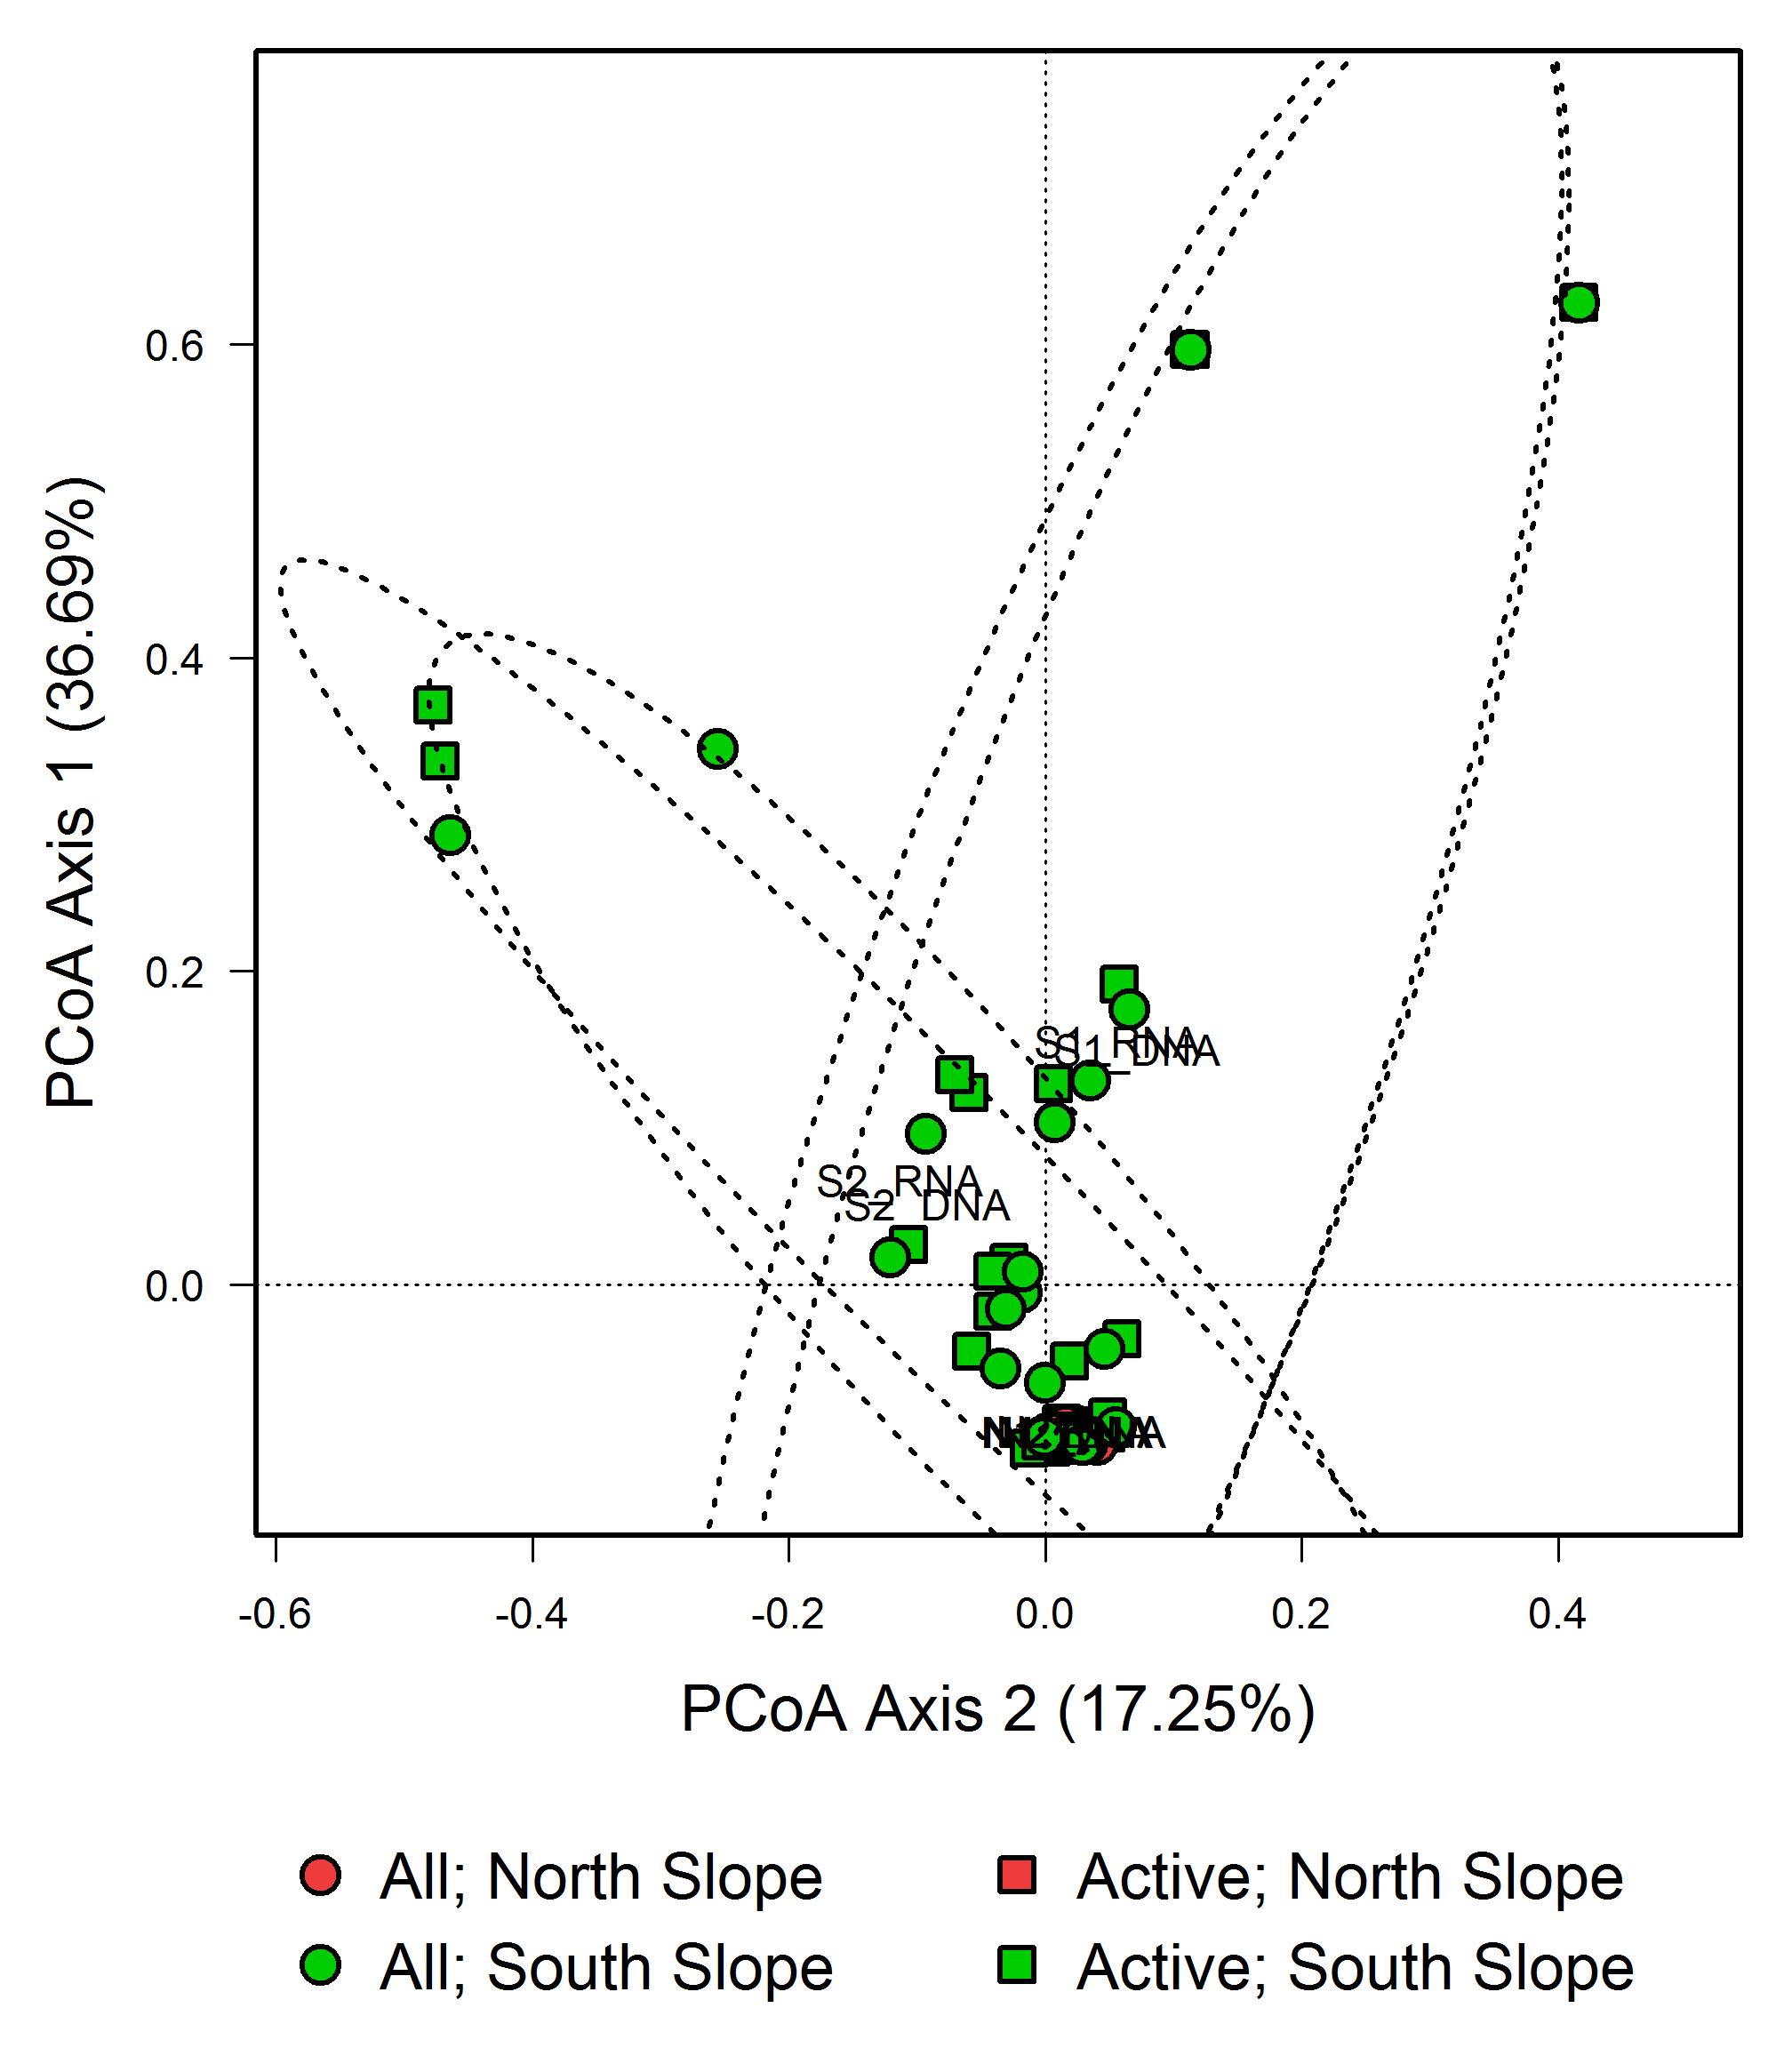 PCoA Axis 1 (36.69%)
0.6
0.4
0.2
0.0
S1_RNA
S1_DNA
S2_RNA
S2_DNA
-0.6 -0.4 -0.2 0.0 0.2 0.4
PCoA Axis 2 (17.25%)
All; North Slope Active; North Slope
All; South Slope Active; South Slope